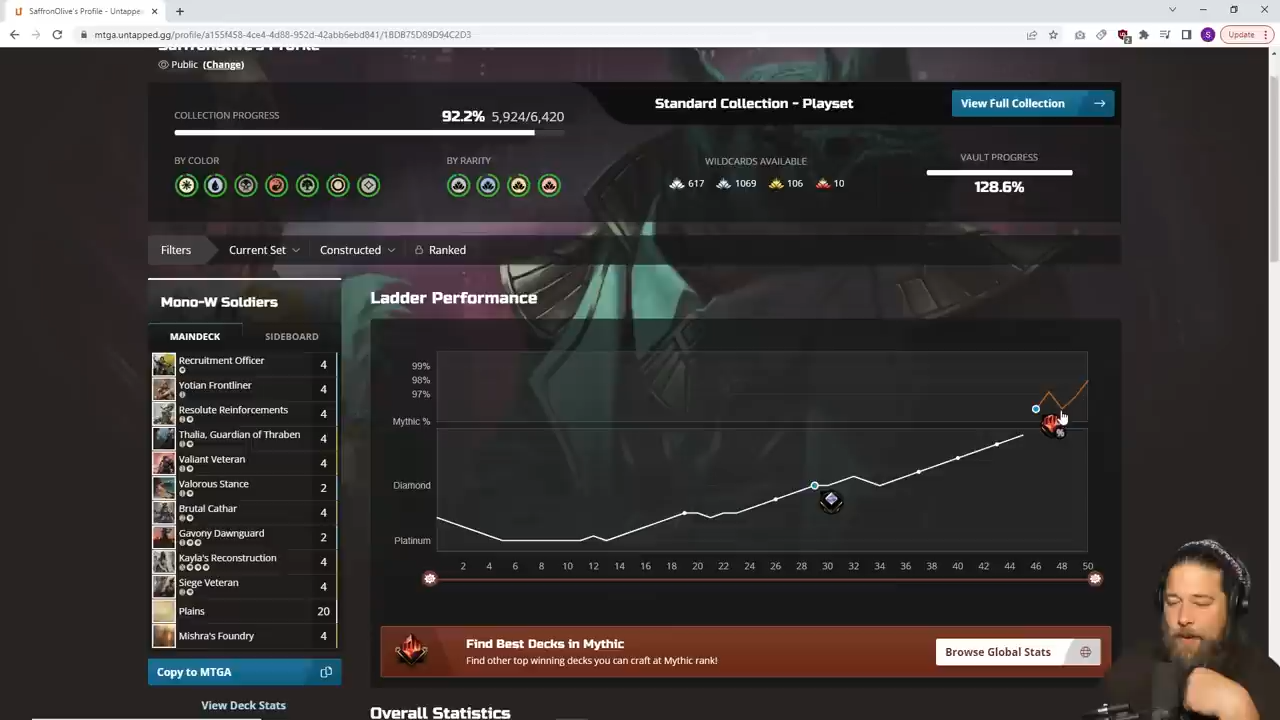 SaffronOlive's Profile - Untappe
mtga.untapped.gg/profile/a155f458-4ce4-4d88-952d-42abb6ebd841/1BDB75D89D94C2D3
Update
SaffronOlive's Profile
Public (Change)
COLLECTION PROGRESS
92.2% 5,924/6,420
Standard Collection - Playset
View Full Collection
BY COLOR
BY RARITY
WILDCARDS AVAILABLE
617 1069 106 10
VAULT PROGRESS
128.6%
Filters
Current Set
Constructed
Ranked
Mono-W Soldiers
MAINDECK
SIDEBOARD
Recruitment Officer 4
Yotian Frontliner 4
Resolute Reinforcements 4
Thalia, Guardian of Thraben 4
Valiant Veteran 4
Valorous Stance 2
Brutal Cathar 4
Gavony Dawnguard 2
Kayla's Reconstruction 4
Siege Veteran 4
Plains 20
Mishra's Foundry 4
Copy to MTGA
View Deck Stats
Ladder Performance
99%
98%
97%
Mythic %
Diamond
Platinum
%
2 4 6 8 10 12 14 16 18 20 22 24 26 28 30 32 34 36 38 40 42 44 46 48 50
Find Best Decks in Mythic
Find other top winning decks you can craft at Mythic rank!
Browse Global Stats
Overall Statistics